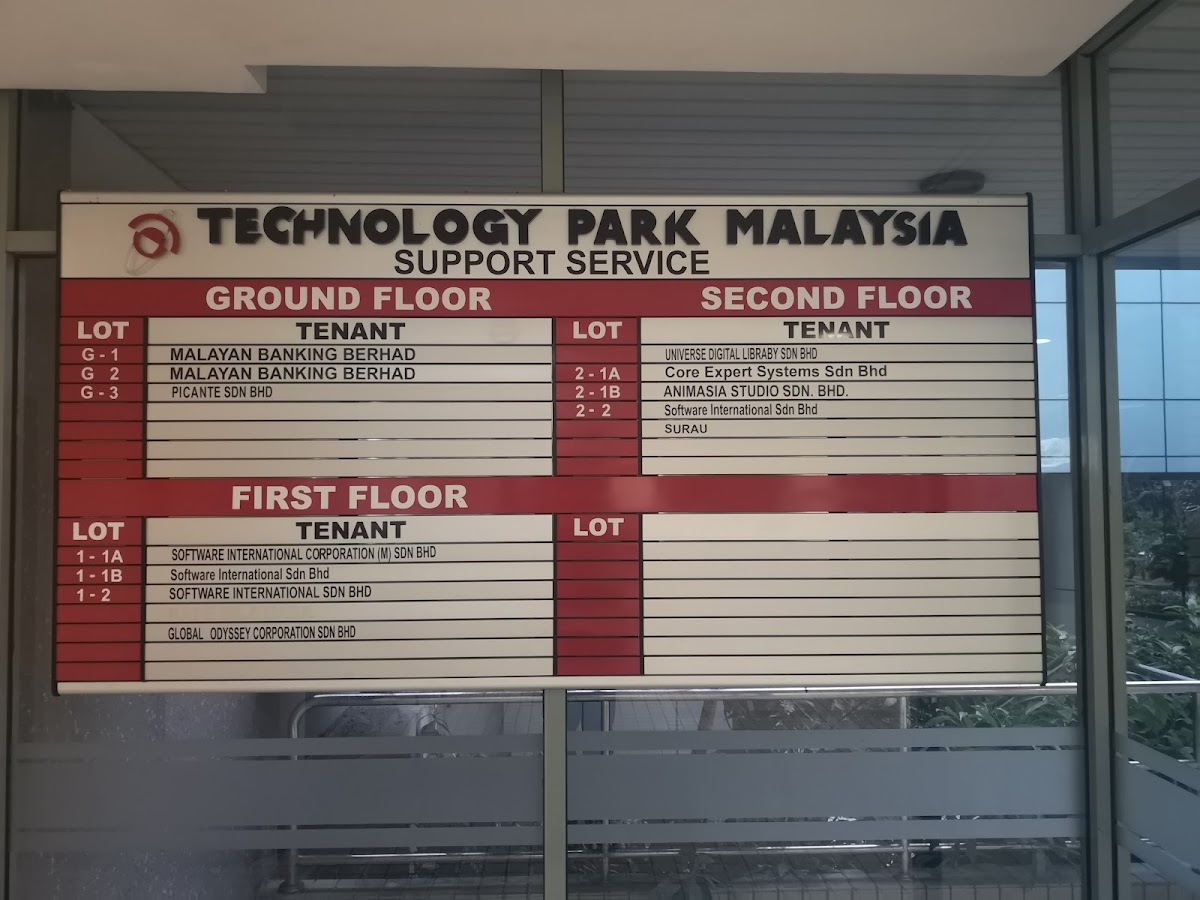 TECHNOLOGY PARK MALAYSIA
SUPPORT SERVICE
GROUND FLOOR
LOT TENANT
G - 1 MALAYAN BANKING BERHAD
G 2 MALAYAN BANKING BERHAD
G - 3 PICANTE SDN BHD
SECOND FLOOR
LOT TENANT
UNIVERSE DIGITAL LIBRABY SDN BHD
2 - 1A Core Expert Systems Sdn Bhd
2 - 1B ANIMASIA STUDIO SDN. BHD.
2 - 2 Software International Sdn Bhd
SURAU
FIRST FLOOR
LOT TENANT
1 - 1A SOFTWARE INTERNATIONAL CORPORATION (M) SDN BHD
1 - 1B Software International Sdn Bhd
1 - 2 SOFTWARE INTERNATIONAL SDN BHD
GLOBAL ODYSSEY CORPORATION SDN BHD
LOT